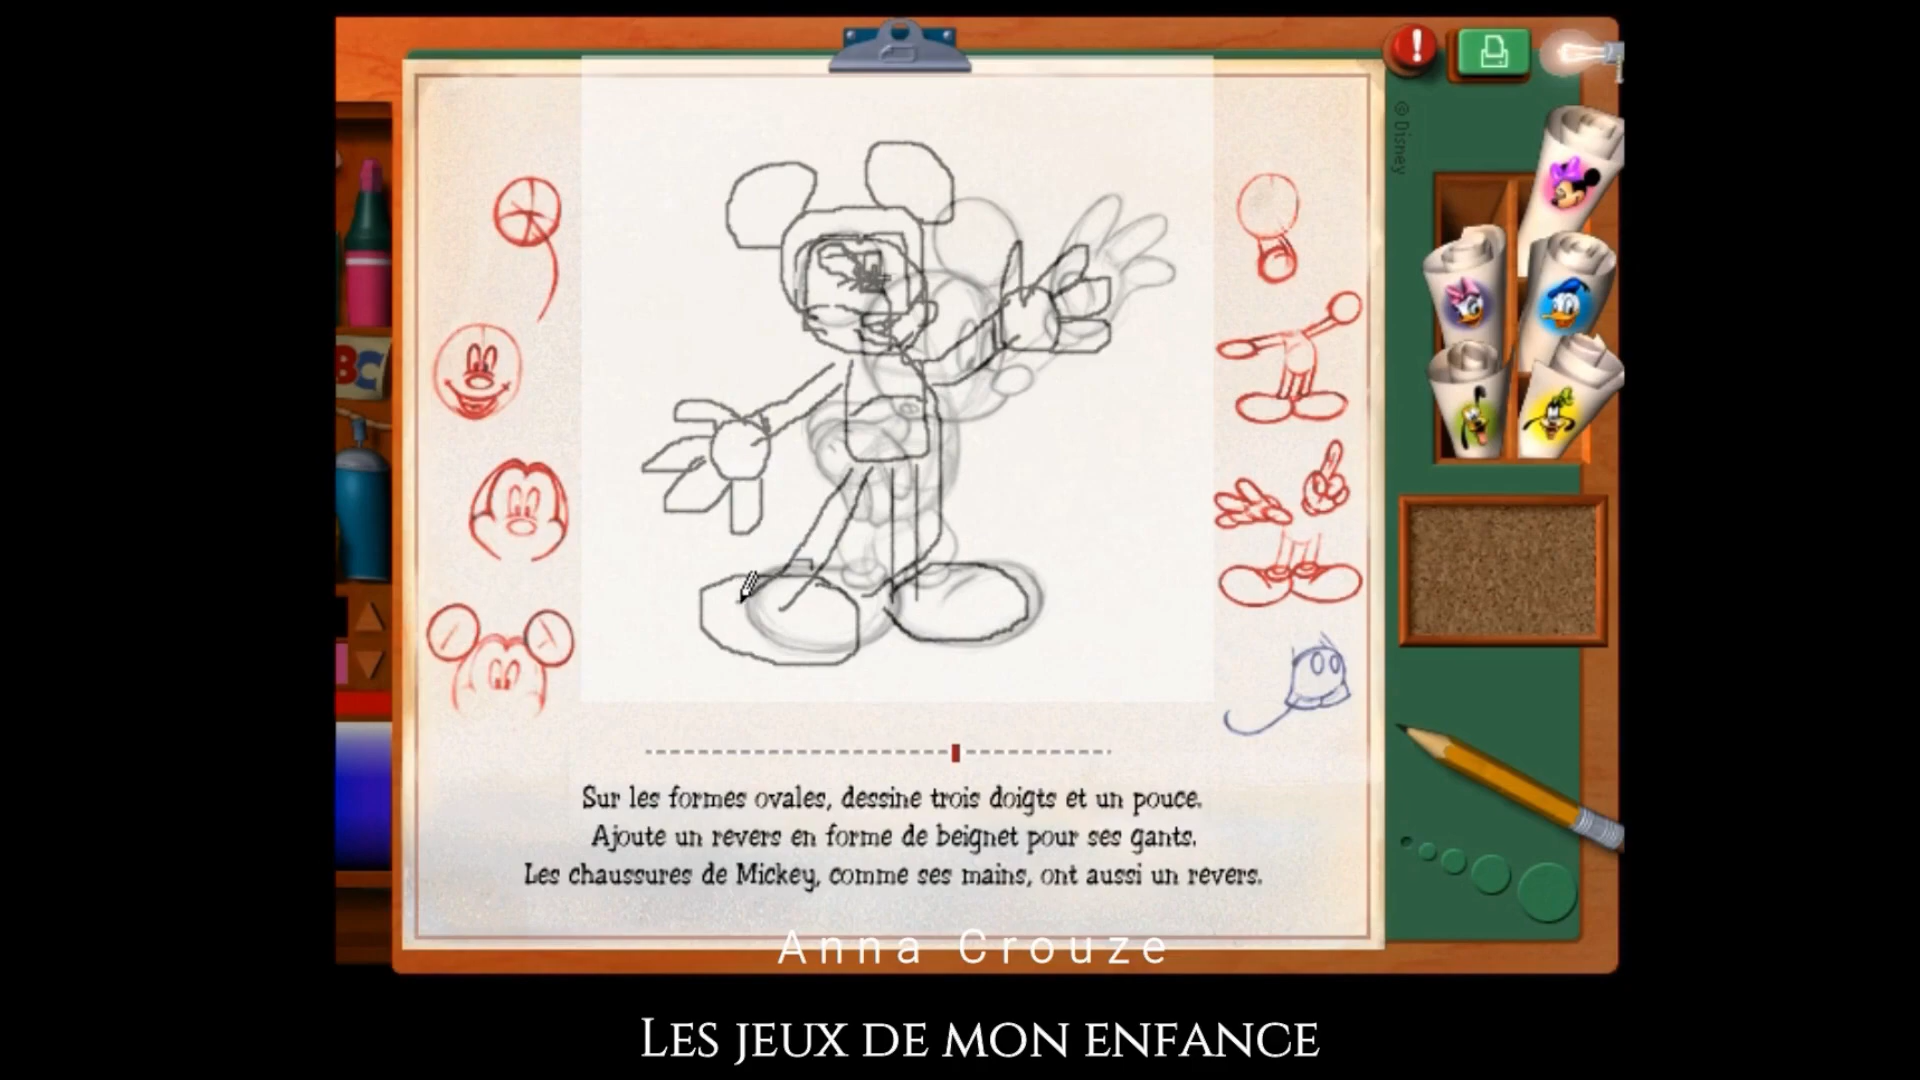 !
© Disney
BC
Sur les formes ovales, dessine trois doigts et un pouce.
Ajoute un revers en forme de beignet pour ses gants.
Les chaussures de Mickey, comme ses mains, ont aussi un revers.
Anna Crouze
LES JEUX DE MON ENFANCE